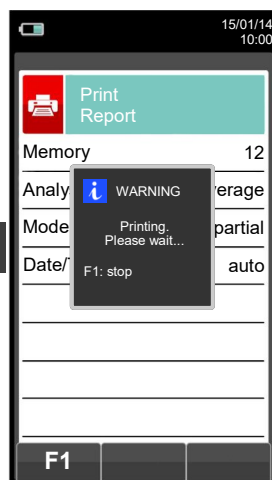 15/01/14
10:00
Print
Report
Memory 12
Analy verage
Mode partial
Date/ auto
WARNING
Printing.
Please wait...
F1: stop
F1